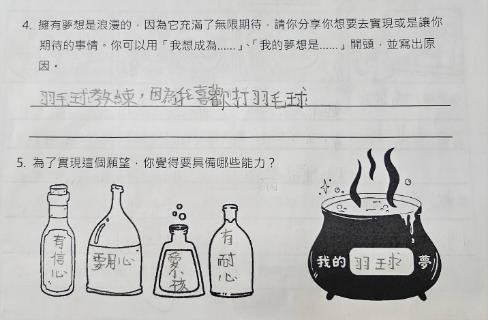 4. 擁有夢想是浪漫的，因為它充滿了無限期待，請你分享你想要去實現或是讓你
期待的事情。你可以用「我想成為......」、「我的夢想是......」開頭，並寫出原
因。
羽毛球教練，因為我喜歡打羽毛球
5. 為了實現這個願望，你覺得要具備哪些能力？
有信心
要用心
愛小孩
有耐心
我的 羽球 夢